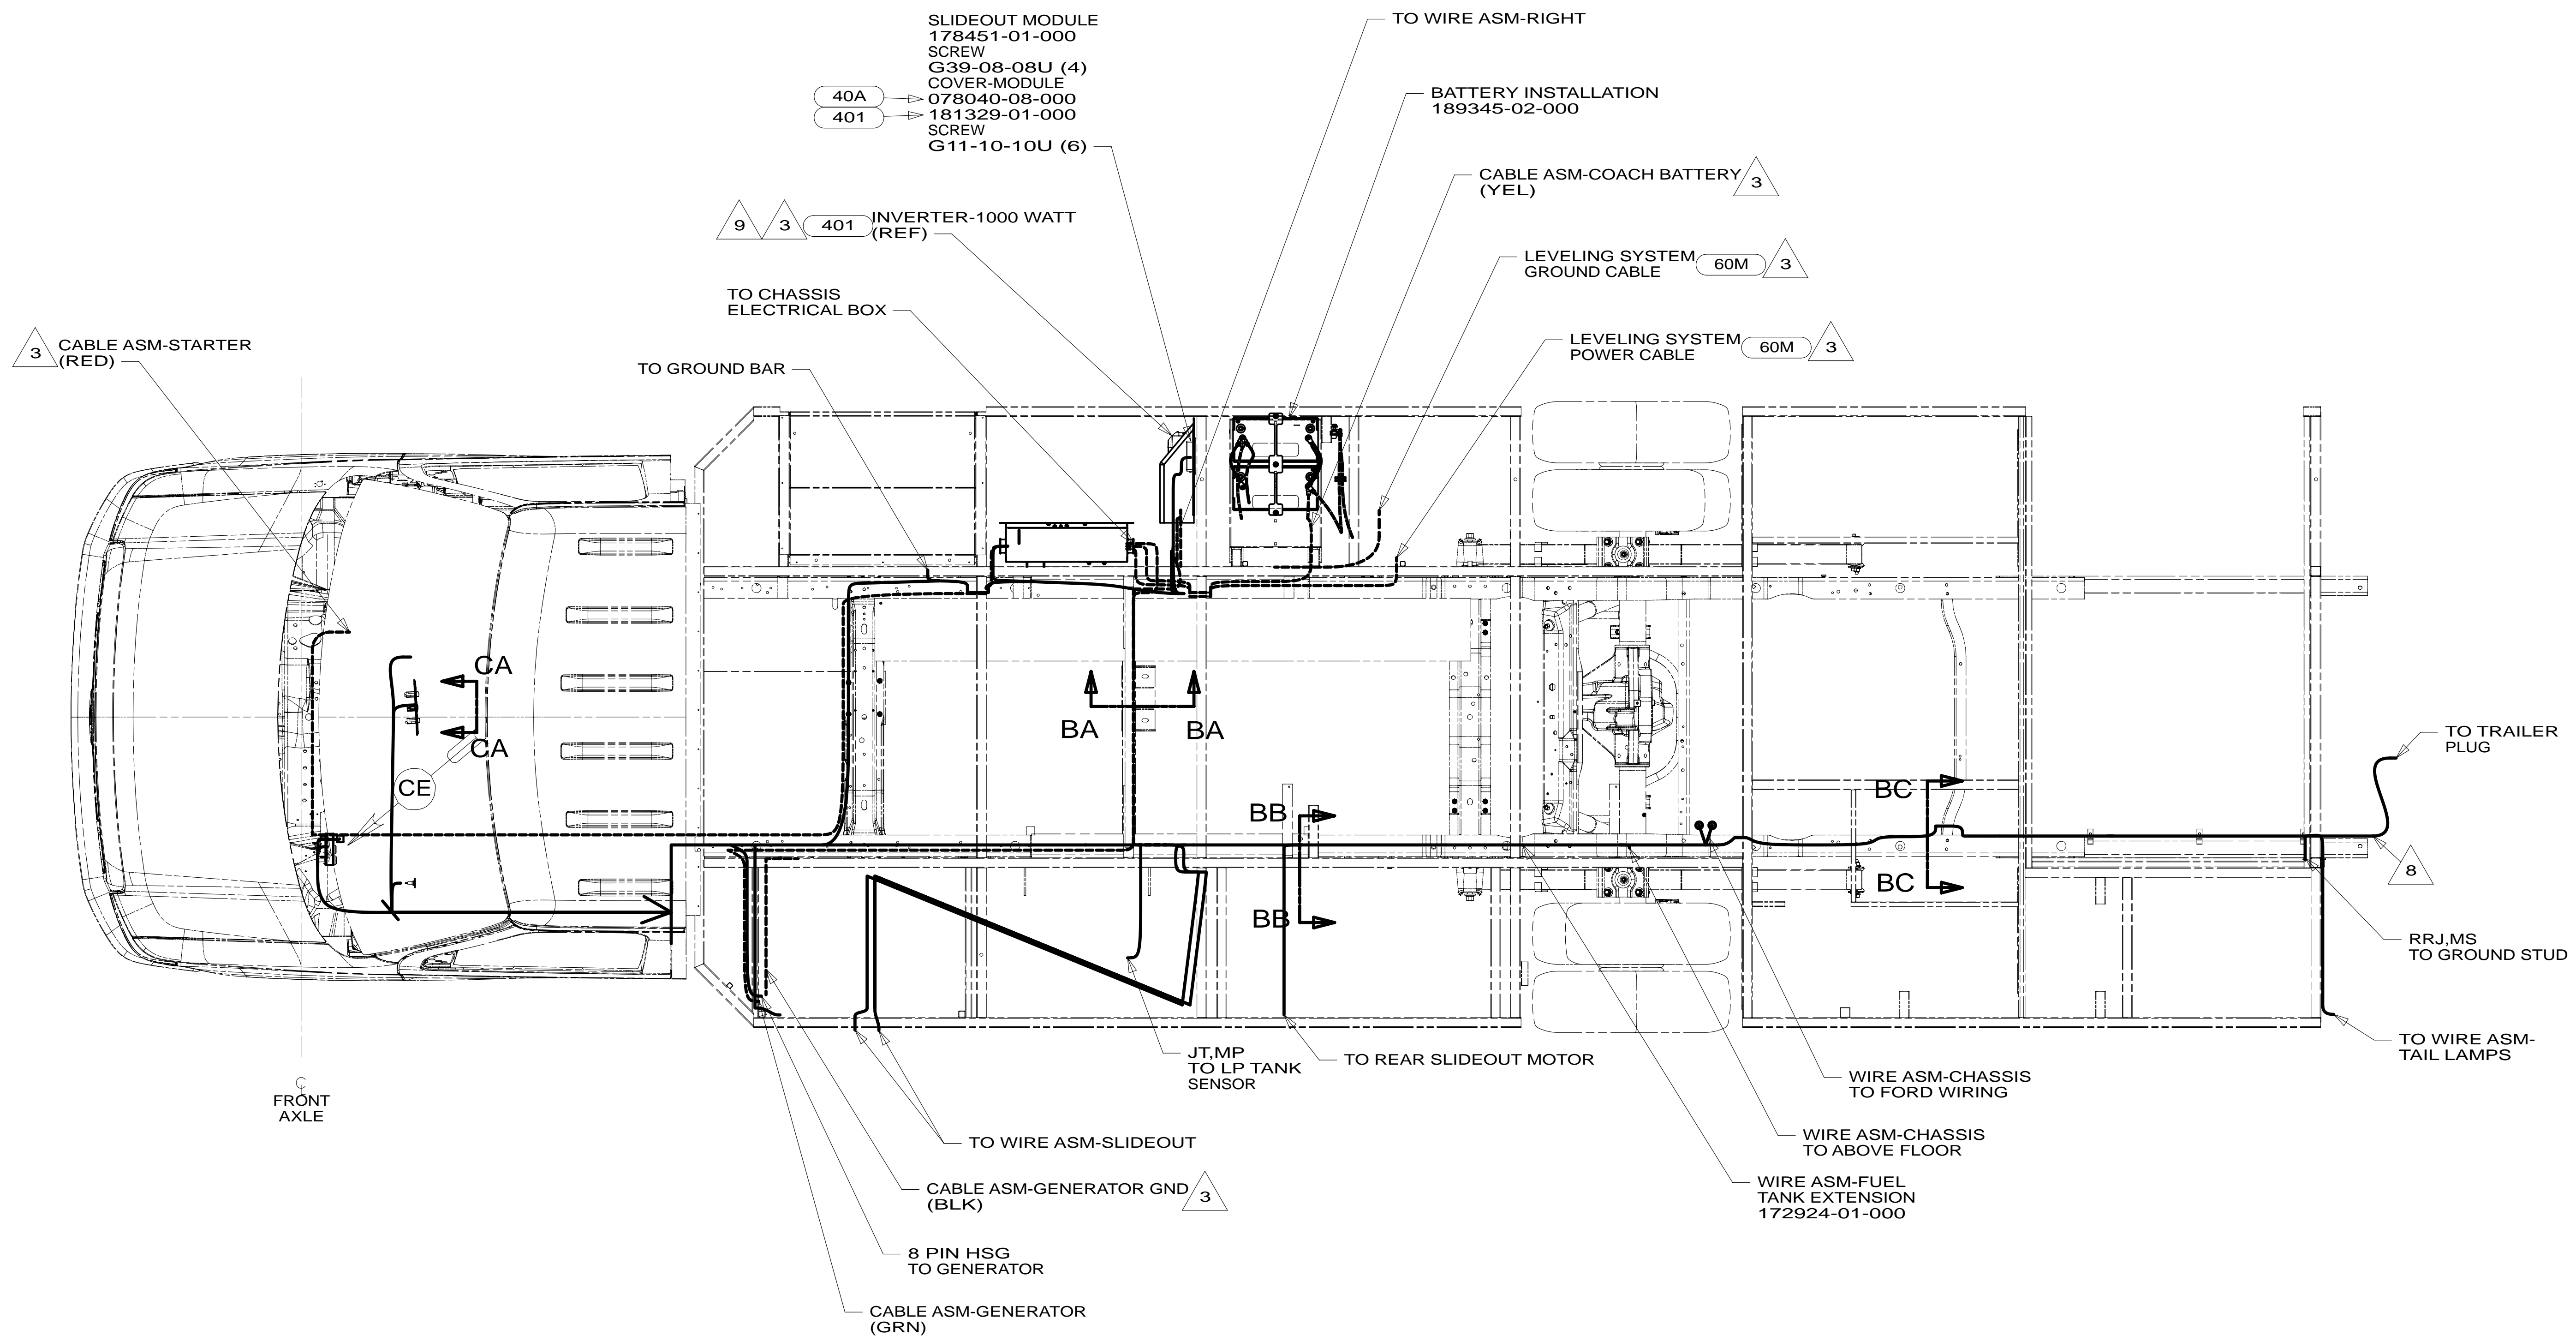 SLIDEOUT MODULE
178451-01-000
SCREW
G39-08-08U (4)
COVER-MODULE
40A
078040-08-000
401
181329-01-000
SCREW
G11-10-10U (6)
TO WIRE ASM-RIGHT
BATTERY INSTALLATION
189345-02-000
CABLE ASM-COACH BATTERY
(YEL)
3
9
3
401
INVERTER-1000 WATT
(REF)
LEVELING SYSTEM
GROUND CABLE
60M
3
TO CHASSIS
ELECTRICAL BOX
LEVELING SYSTEM
POWER CABLE
60M
3
3
CABLE ASM-STARTER
(RED)
TO GROUND BAR
CA
CA
CE
BA
BA
BB
BB
BC
BC
TO TRAILER
PLUG
8
RRJ,MS
TO GROUND STUD
TO WIRE ASM-
TAIL LAMPS
FRONT
AXLE
JT,MP
TO LP TANK
SENSOR
TO REAR SLIDEOUT MOTOR
WIRE ASM-CHASSIS
TO FORD WIRING
WIRE ASM-CHASSIS
TO ABOVE FLOOR
TO WIRE ASM-SLIDEOUT
CABLE ASM-GENERATOR GND
(BLK)
3
WIRE ASM-FUEL
TANK EXTENSION
172924-01-000
8 PIN HSG
TO GENERATOR
CABLE ASM-GENERATOR
(GRN)